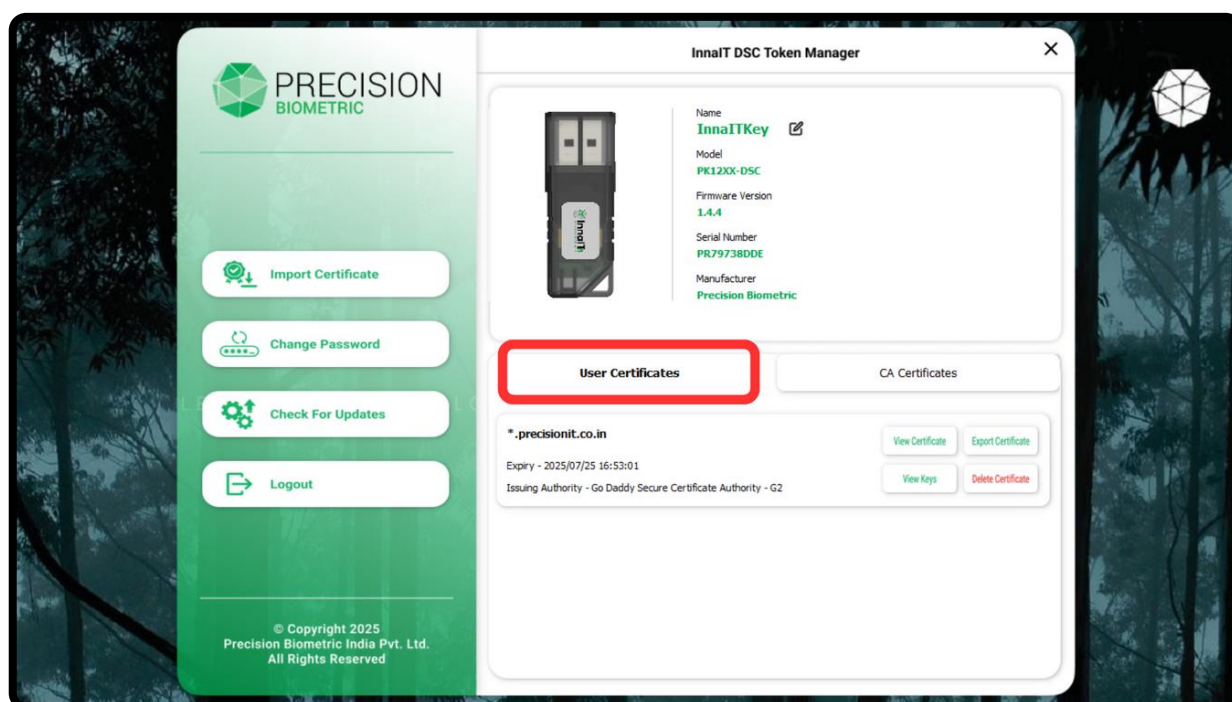 PRECISION
BIOMETRIC
Import Certificate
Change Password
Check For Updates
Logout
© Copyright 2025
Precision Biometric India Pvt. Ltd.
All Rights Reserved
InnaIT DSC Token Manager
InnaIT
Name
InnaITKey
Model
PK12XX-DSC
Firmware Version
1.4.4
Serial Number
PR79738DDE
Manufacturer
Precision Biometric
User Certificates
CA Certificates
*.precisionit.co.in
Expiry - 2025/07/25 16:53:01
Issuing Authority - Go Daddy Secure Certificate Authority - G2
View Certificate
Export Certificate
View Keys
Delete Certificate